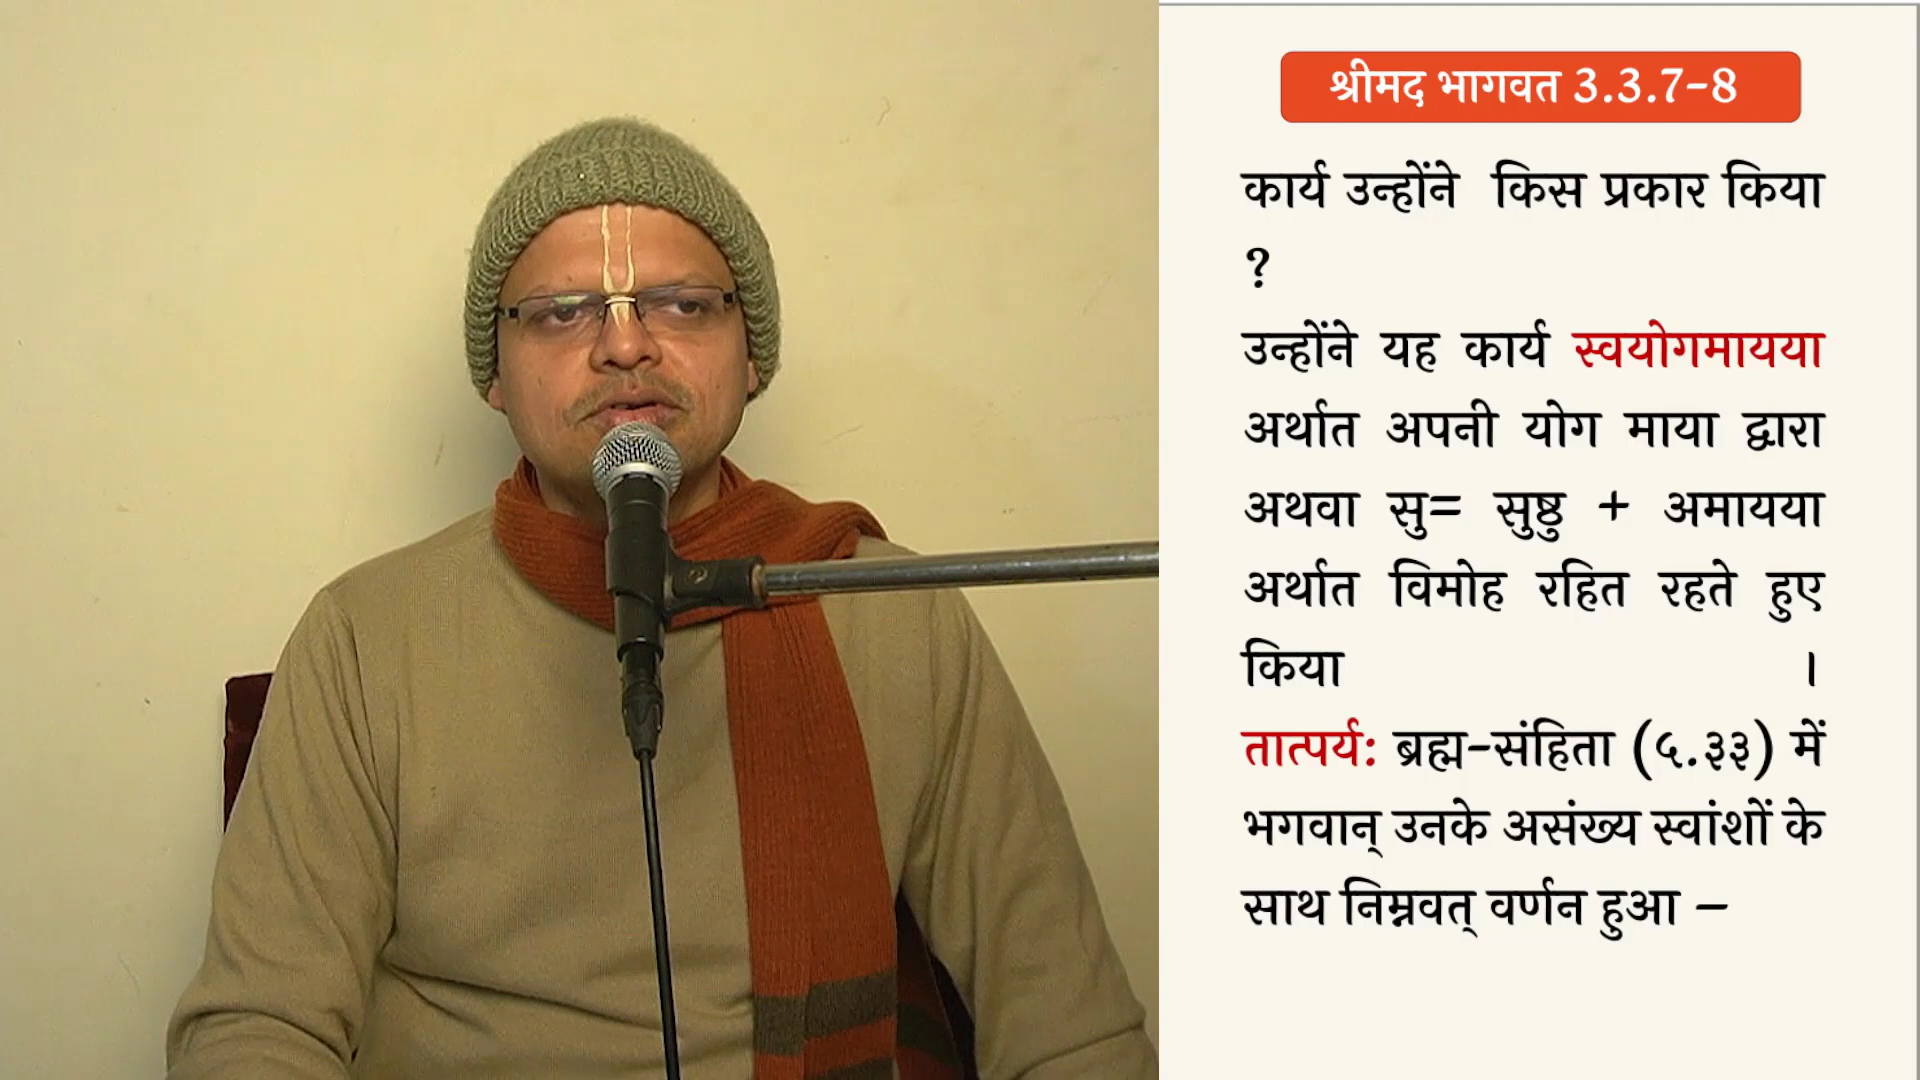 श्रीमद भागवत 3.3.7-8
कार्य उन्होंने किस प्रकार किया
?
उन्होंने यह कार्य स्वयोगमायया
अर्थात अपनी योग माया द्वारा
अथवा सु= सुष्ठु + अमायया
अर्थात विमोह रहित रहते हुए
किया ।
तात्पर्य: ब्रह्म-संहिता (५.३३) में
भगवान् उनके असंख्य स्वांशों के
साथ निम्नवत् वर्णन हुआ –